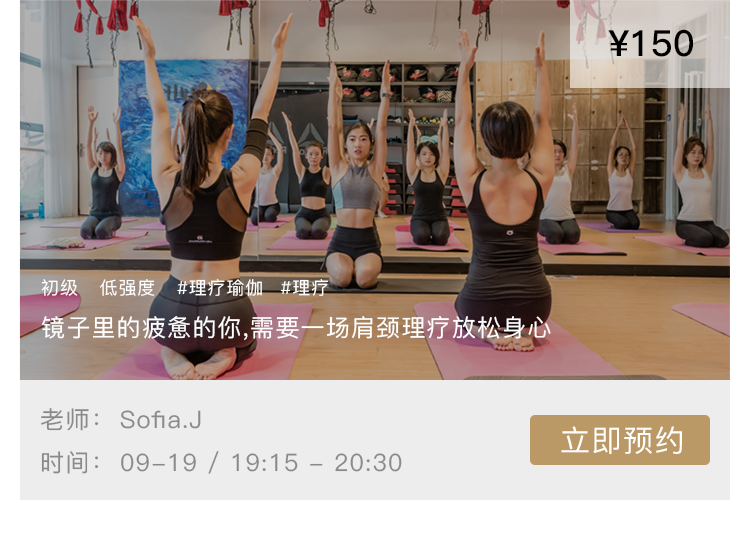 ¥150
初级 低强度 #理疗瑜伽 #理疗
镜子里的疲惫的你,需要一场肩颈理疗放松身心
老师： Sofia.J
时间： 09-19 / 19:15 - 20:30
立即预约